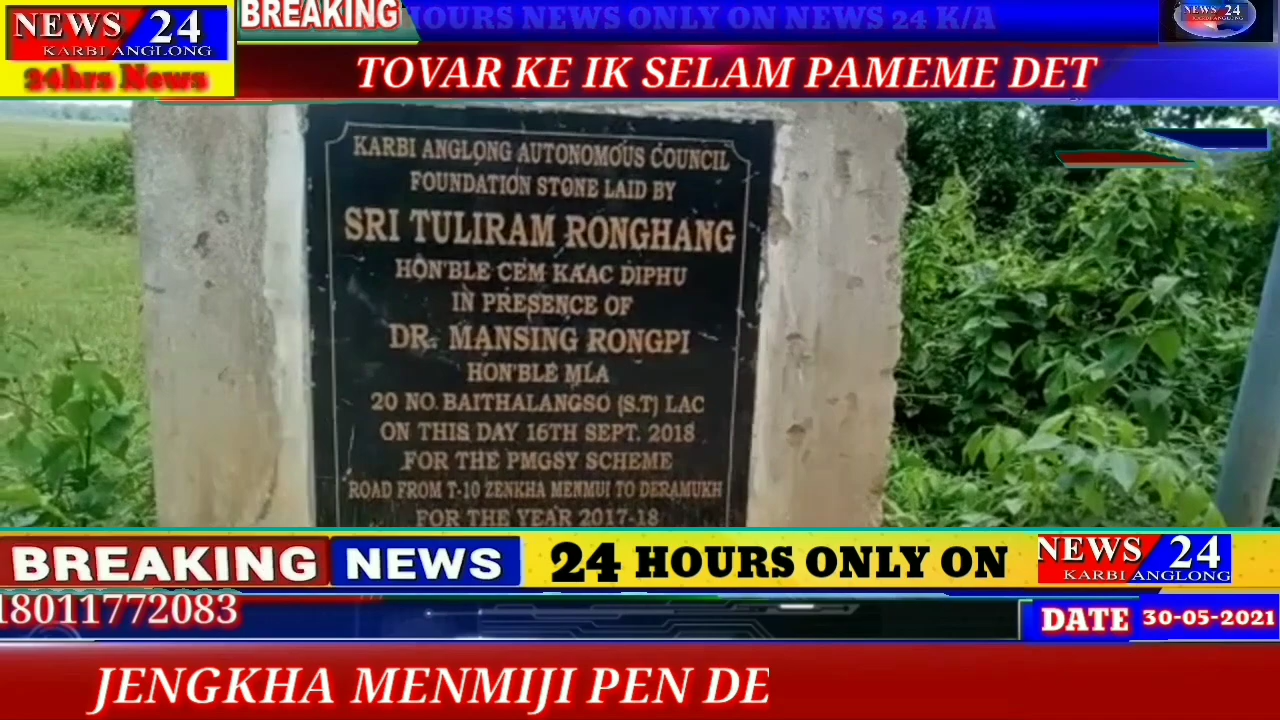 NEWS 24
KARBI ANGLONG
24hrs News
BREAKING
HOURS NEWS ONLY ON NEWS 24 K/A
NEWS 24
KARBI ANGLONG
TOVAR KE IK SELAM PAMEME DET
KARBI ANGLONG AUTONOMOUS COUNCIL
FOUNDATION STONE LAID BY
SRI TULIRAM RONGHANG
HON'BLE CEM KAAC DIPHU
IN PRESENCE OF
DR. MANSING RONGPI
HON'BLE MLA
20 NO. BAITHALANGSO (S.T) LAC
ON THIS DAY 16TH SEPT. 2018
FOR THE PMGSY SCHEME
ROAD FROM T-10 ZENKHA MENMUI TO DERAMUKH
FOR THE YEAR 2017-18
BREAKING NEWS 24 HOURS ONLY ON NEWS 24
KARBI ANGLONG
18011772083
DATE 30-05-2021
JENGKHA MENMIJI PEN DE